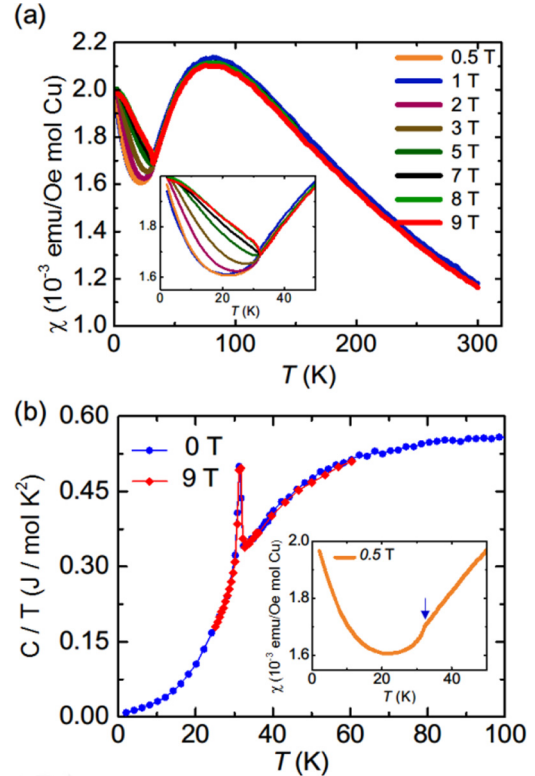 (a)
2.2
2.0
1.8
1.6
1.4
1.2
1.0
χ (10⁻³ emu/Oe mol Cu)
0.5 T
1 T
2 T
3 T
5 T
7 T
8 T
9 T
1.8
1.6
0 20 40
T (K)
0 100 200 300
T (K)
(b)
0.60
0.45
0.30
0.15
0.00
C / T (J / mol K²)
0 T
9 T
2.0
1.8
1.6
χ (10⁻³ emu/Oe mol Cu)
0.5 T
0 20 40
T (K)
0 20 40 60 80 100
T (K)